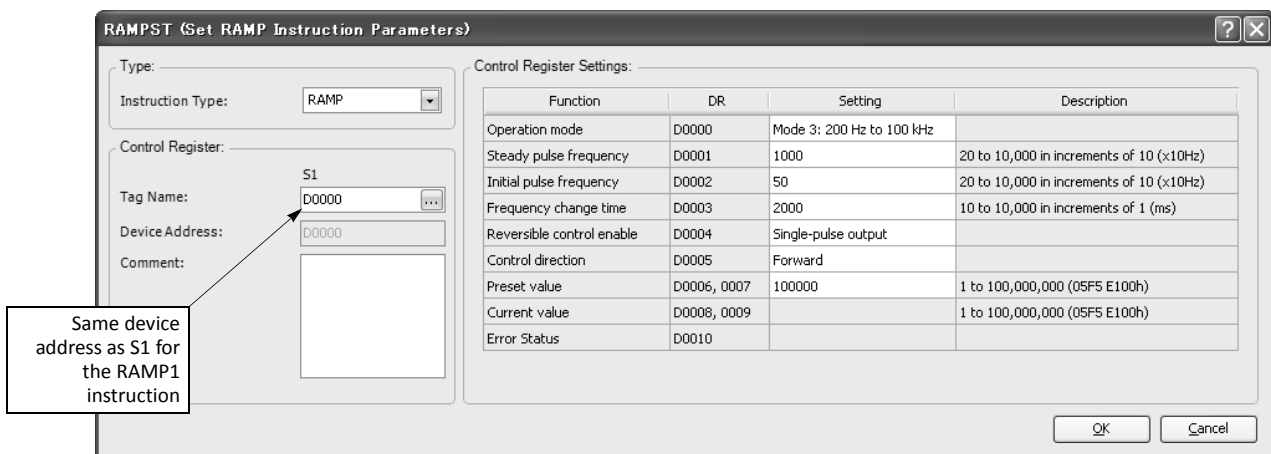 RAMPST (Set RAMP Instruction Parameters)
Type:
Instruction Type: RAMP
Control Register:
S1
Tag Name: D0000 ...
Device Address: D0000
Comment:
Same device
address as S1 for
the RAMP1
instruction
Control Register Settings:
Function DR Setting Description
Operation mode D0000 Mode 3: 200 Hz to 100 kHz
Steady pulse frequency D0001 1000 20 to 10,000 in increments of 10 (x10Hz)
Initial pulse frequency D0002 50 20 to 10,000 in increments of 10 (x10Hz)
Frequency change time D0003 2000 10 to 10,000 in increments of 1 (ms)
Reversible control enable D0004 Single-pulse output
Control direction D0005 Forward
Preset value D0006, 0007 100000 1 to 100,000,000 (05F5 E100h)
Current value D0008, 0009 1 to 100,000,000 (05F5 E100h)
Error Status D0010
OK Cancel